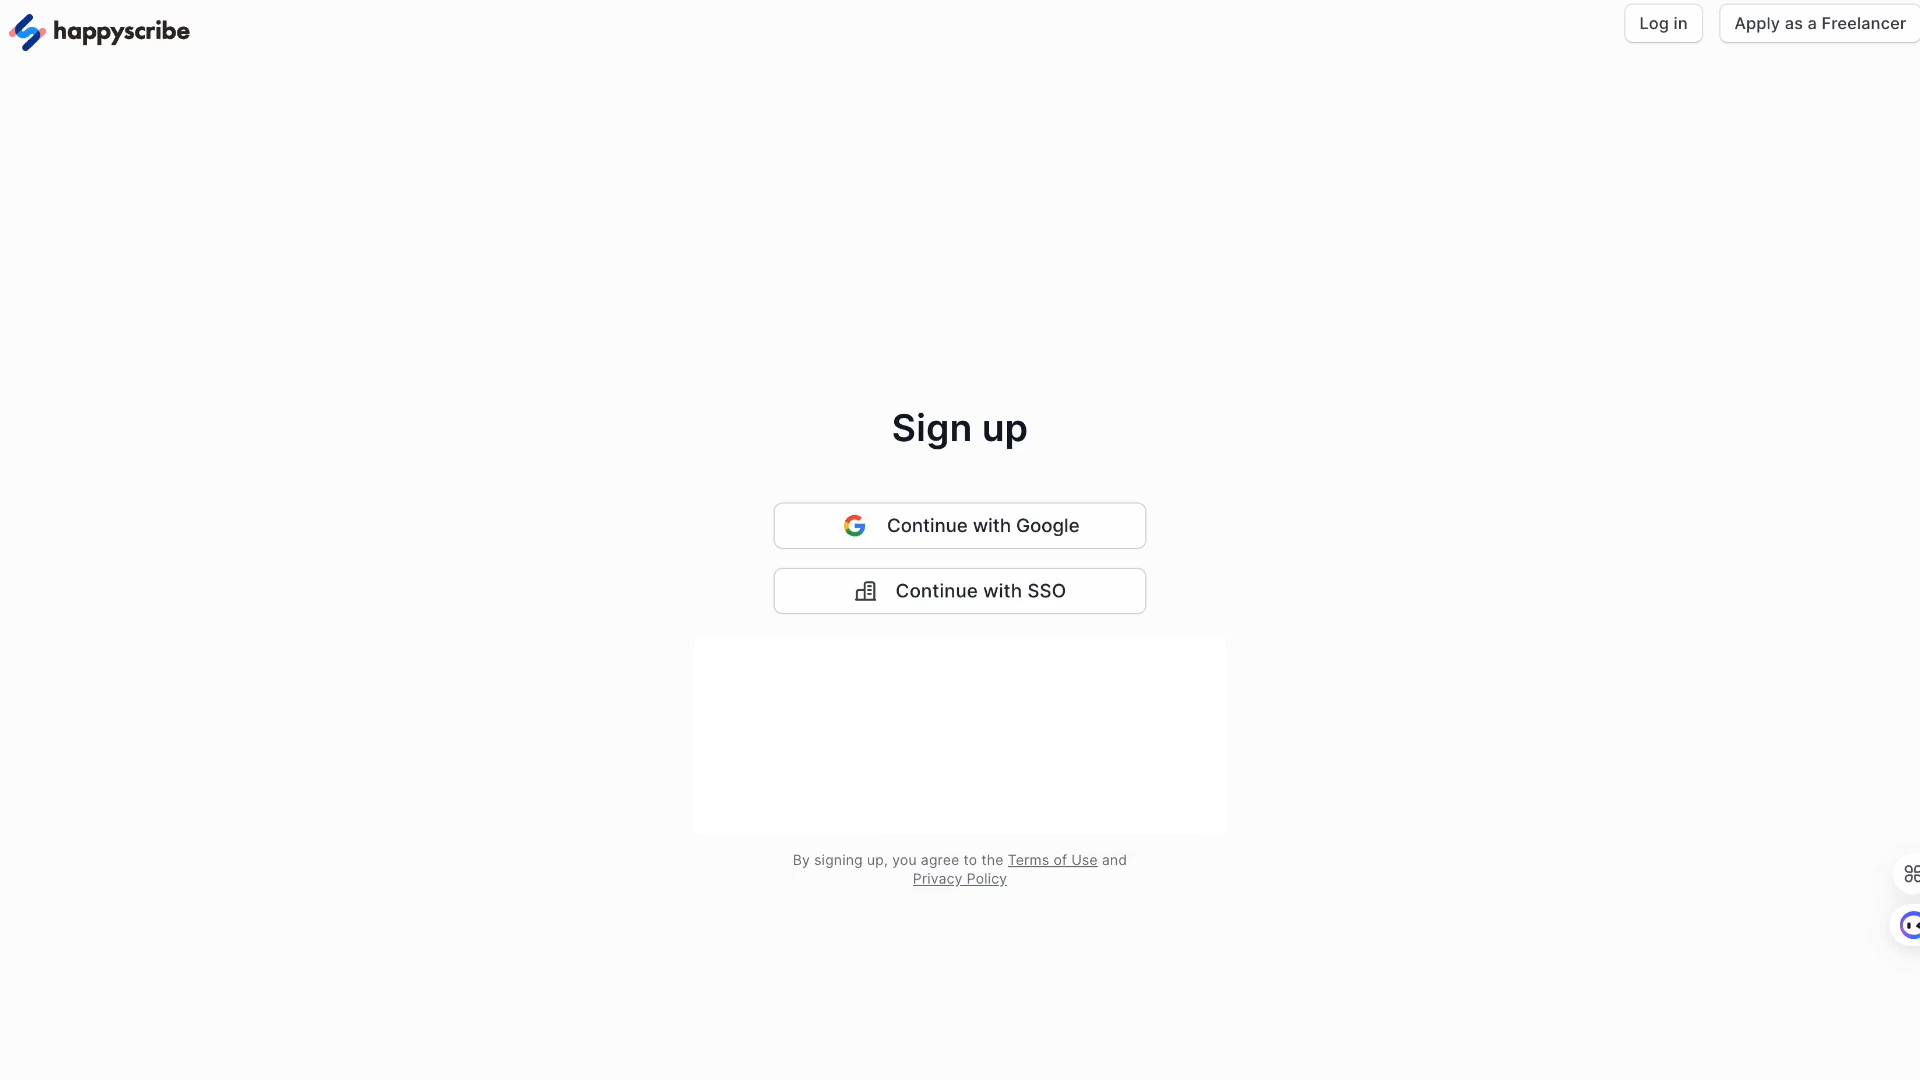 happyscribe
Log in
Apply as a Freelancer
Sign up
Continue with Google
Continue with SSO
By signing up, you agree to the Terms of Use and
Privacy Policy